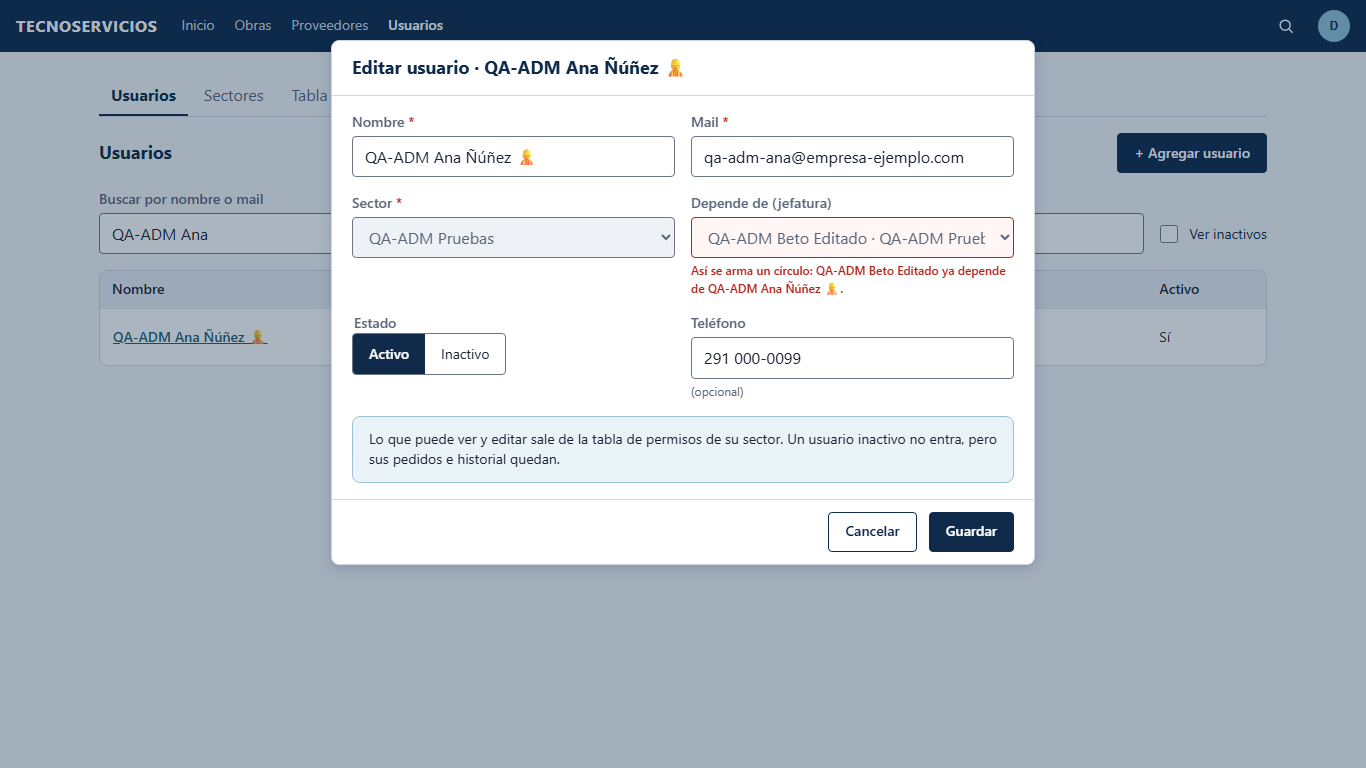 TECNOSERVICIOS Inicio Obras Proveedores Usuarios D
Editar usuario · QA-ADM Ana Ñúñez
Usuarios Sectores Tabla
Usuarios
+ Agregar usuario
Buscar por nombre o mail
QA-ADM Ana
Ver inactivos
Nombre Activo
QA-ADM Ana Ñúñez Sí
Nombre * Mail *
QA-ADM Ana Ñúñez qa-adm-ana@empresa-ejemplo.com
Sector * Depende de (jefatura)
QA-ADM Pruebas QA-ADM Beto Editado · QA-ADM Prueb
Así se arma un círculo: QA-ADM Beto Editado ya depende
de QA-ADM Ana Ñúñez .
Estado Teléfono
Activo Inactivo 291 000-0099
(opcional)
Lo que puede ver y editar sale de la tabla de permisos de su sector. Un usuario inactivo no entra, pero
sus pedidos e historial quedan.
Cancelar Guardar